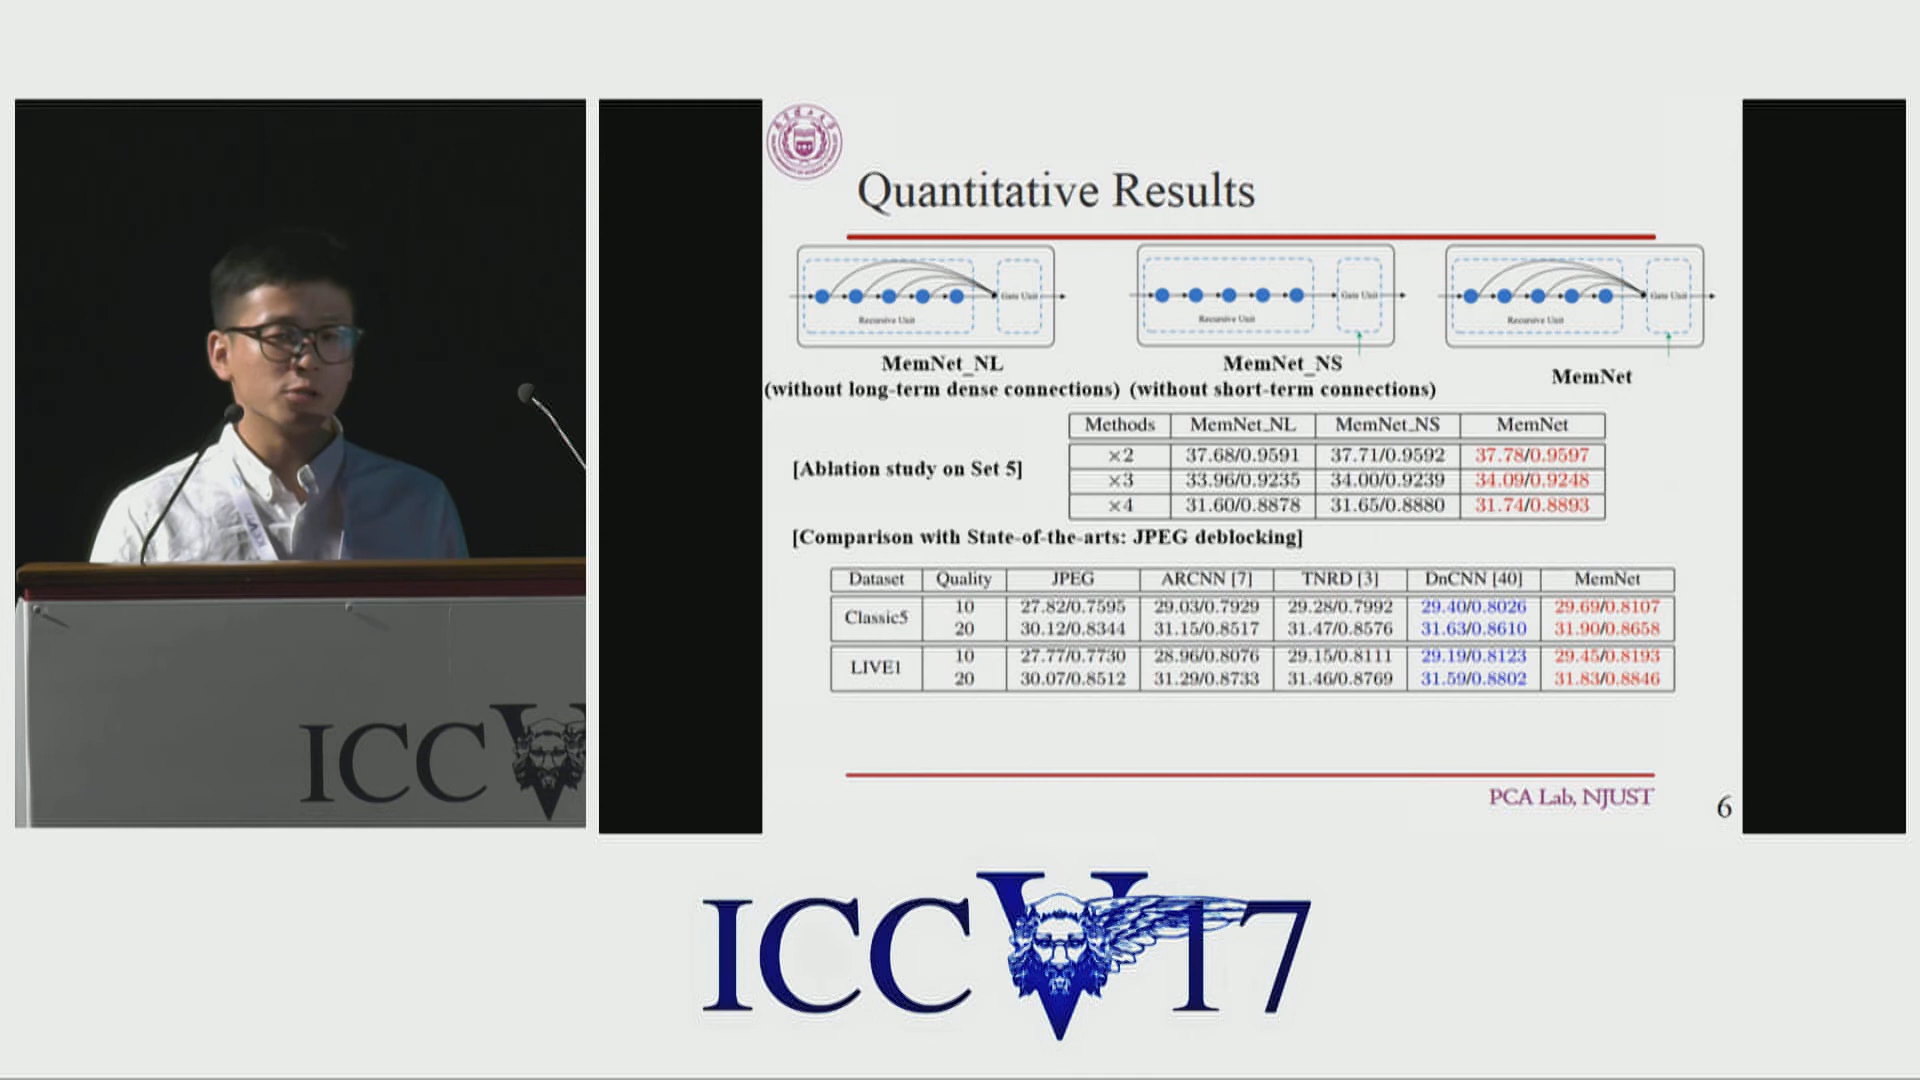 Quantitative Results
Gate Unit
Recursive Unit
Gate Unit
Recursive Unit
Gate Unit
Recursive Unit
MemNet_NL
(without long-term dense connections)
MemNet_NS
(without short-term connections)
MemNet
[Ablation study on Set 5]
Methods MemNet_NL MemNet_NS MemNet
×2 37.68/0.9591 37.71/0.9592 37.78/0.9597
×3 33.96/0.9235 34.00/0.9239 34.09/0.9248
×4 31.60/0.8878 31.65/0.8880 31.74/0.8893
[Comparison with State-of-the-arts: JPEG deblocking]
Dataset Quality JPEG ARCNN [7] TNRD [3] DnCNN [40] MemNet
Classic5 10 27.82/0.7595 29.03/0.7929 29.28/0.7992 29.40/0.8026 29.69/0.8107
20 30.12/0.8344 31.15/0.8517 31.47/0.8576 31.63/0.8610 31.90/0.8658
LIVE1 10 27.77/0.7730 28.96/0.8076 29.15/0.8111 29.19/0.8123 29.45/0.8193
20 30.07/0.8512 31.29/0.8733 31.46/0.8769 31.59/0.8802 31.83/0.8846
PCA Lab, NJUST
6
ICCV
ICCV17